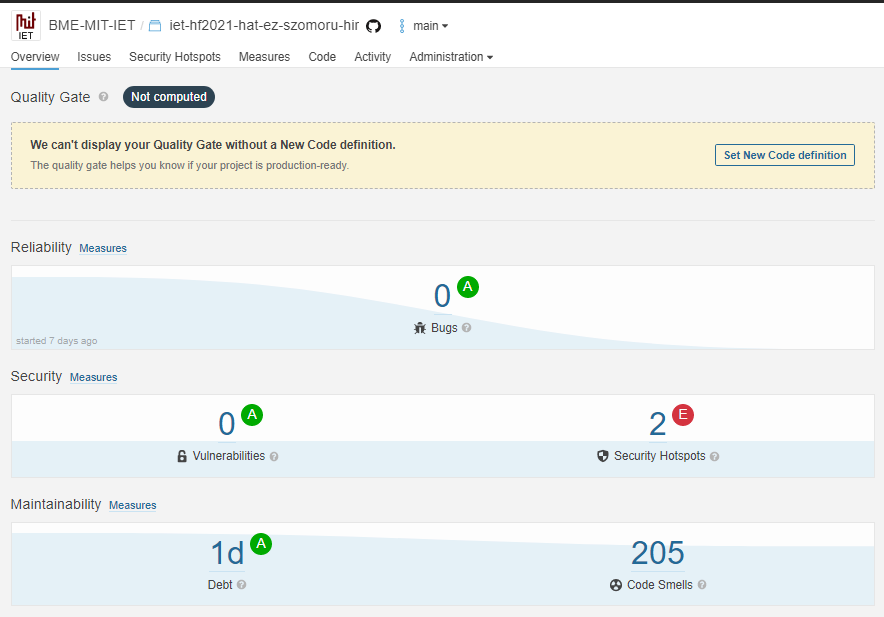 IET
BME-MIT-IET / iet-hf2021-hat-ez-szomoru-hir main
Overview Issues Security Hotspots Measures Code Activity Administration
Quality Gate ? Not computed
We can't display your Quality Gate without a New Code definition.
The quality gate helps you know if your project is production-ready.
Set New Code definition
Reliability Measures
0 A
Bugs ?
started 7 days ago
Security Measures
0 A
Vulnerabilities ?
2 E
Security Hotspots ?
Maintainability Measures
1d A
Debt ?
205
Code Smells ?